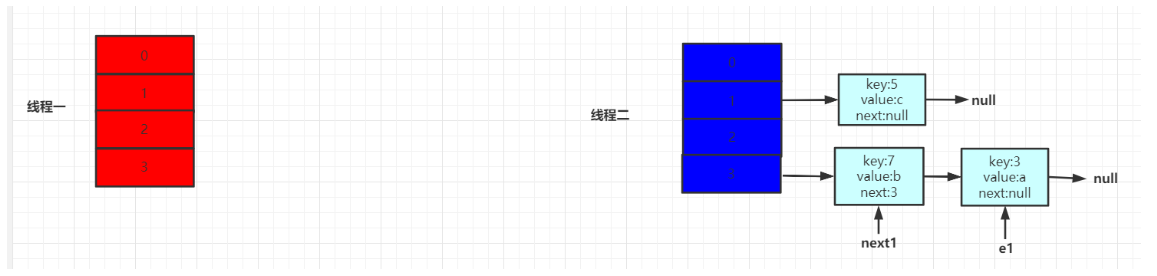 线程一
0
1
2
3
线程二
0
1
2
3
key:5
value:c
next:null
null
key:7
value:b
next:3
key:3
value:a
next:null
null
next1
e1